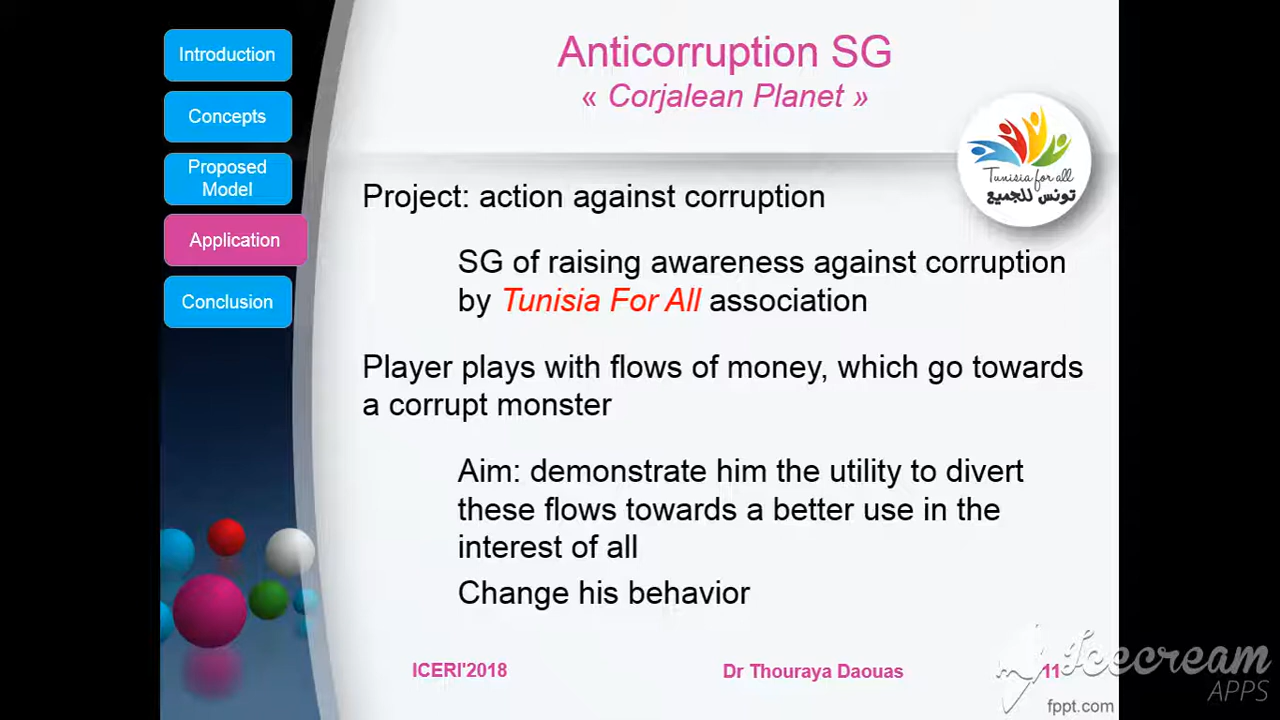 Introduction
Concepts
Proposed
Model
Application
Conclusion
Anticorruption SG
« Corjalean Planet »
Tunisia for all
تونس للجميع
Project: action against corruption
SG of raising awareness against corruption
by Tunisia For All association
Player plays with flows of money, which go towards
a corrupt monster
Aim: demonstrate him the utility to divert
these flows towards a better use in the
interest of all
Change his behavior
ICERI'2018
Dr Thouraya Daouas
11
Icecream
APPS
fppt.com